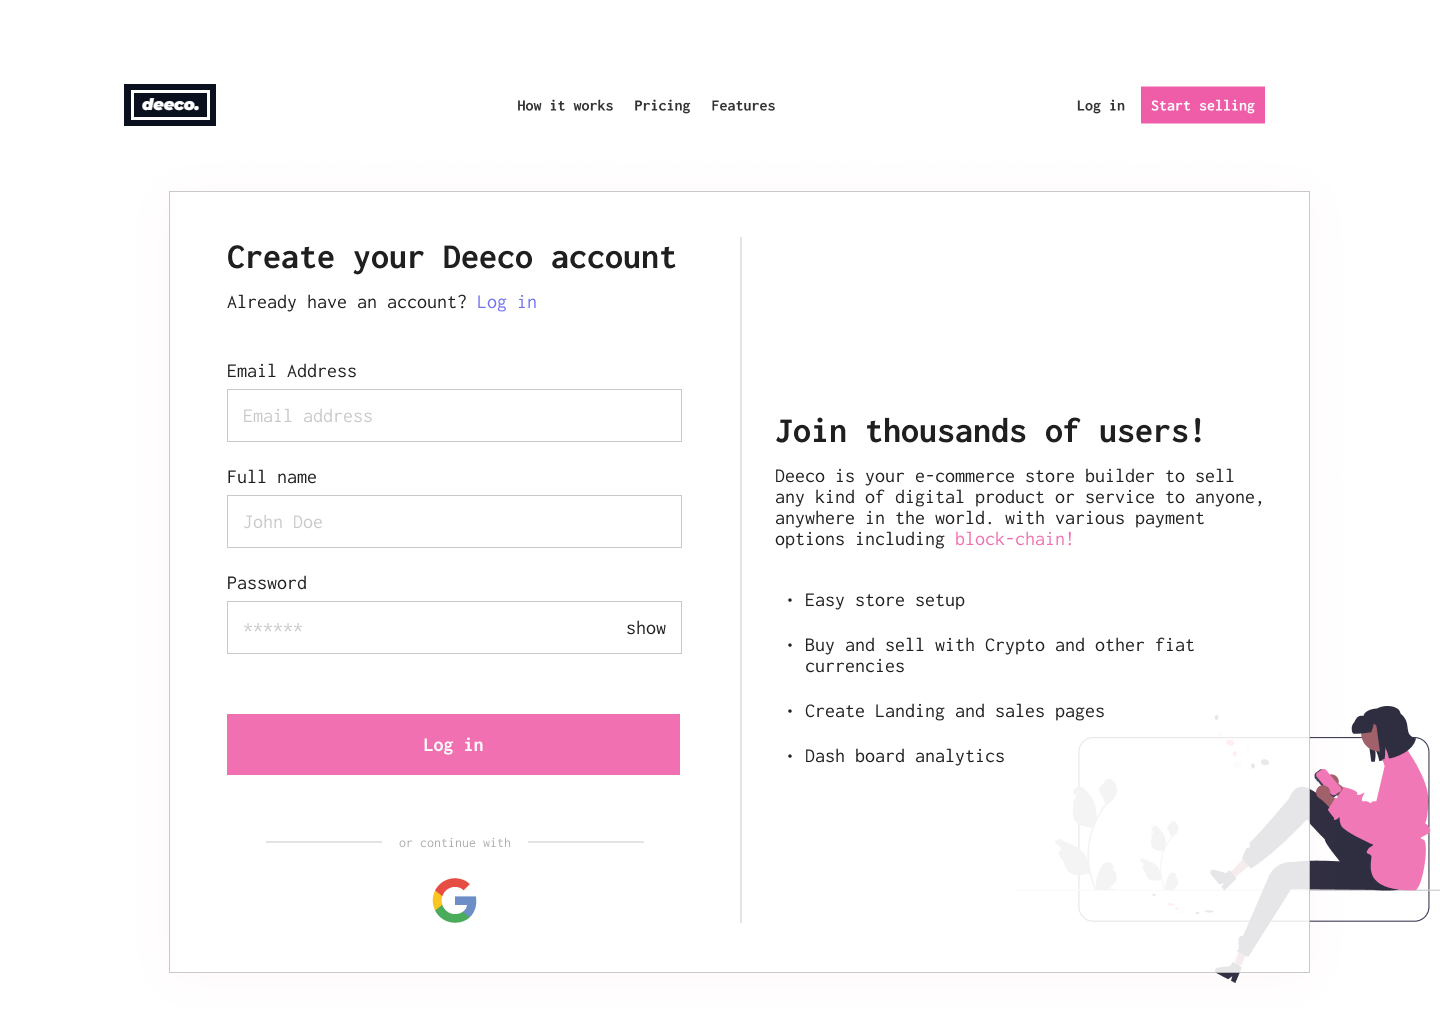 deeco.
How it works Pricing Features
Log in Start selling
Create your Deeco account
Already have an account? Log in
Email Address
Email address
Full name
John Doe
Password
****** show
Log in
or continue with
Join thousands of users!
Deeco is your e-commerce store builder to sell
any kind of digital product or service to anyone,
anywhere in the world. with various payment
options including block-chain!
• Easy store setup
• Buy and sell with Crypto and other fiat
currencies
• Create Landing and sales pages
• Dash board analytics